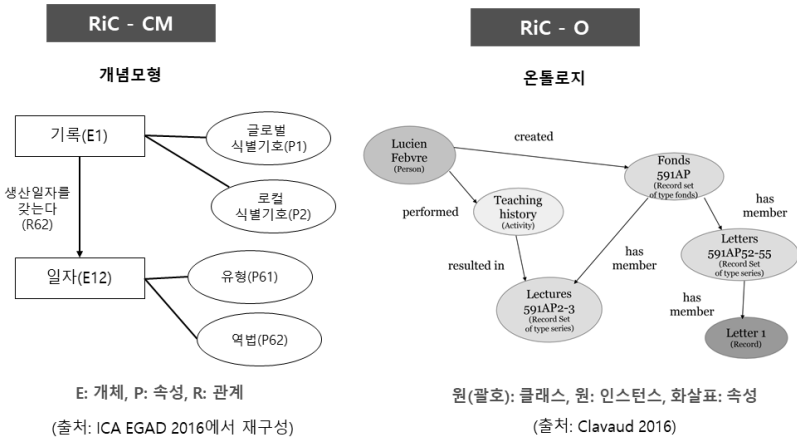 RiC - CM
개념모형
기록(E1)
글로벌
식별기호(P1)
로컬
식별기호(P2)
생산일자를
갖는다
(R62)
일자(E12)
유형(P61)
역법(P62)
E: 개체, P: 속성, R: 관계
(출처: ICA EGAD 2016에서 재구성)
RiC - O
온톨로지
Lucien
Febvre
(Person)
created
Fonds
591AP
(Record set
of type fonds)
performed
Teaching
history
(Activity)
has
member
Letters
591AP52-55
(Record Set
of type series)
resulted in
has
member
Lectures
591AP2-3
(Record Set
of type series)
has
member
Letter 1
(Record)
원(괄호): 클래스, 원: 인스턴스, 화살표: 속성
(출처: Clavaud 2016)